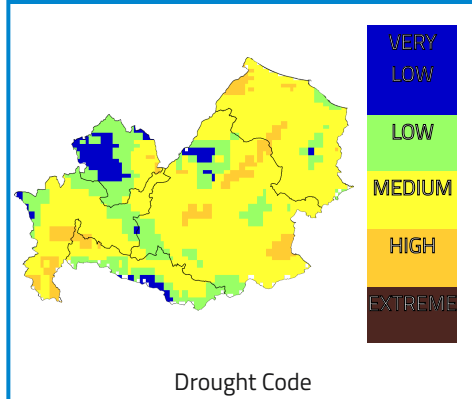 VERY
LOW
LOW
MEDIUM
HIGH
EXTREME
Drought Code